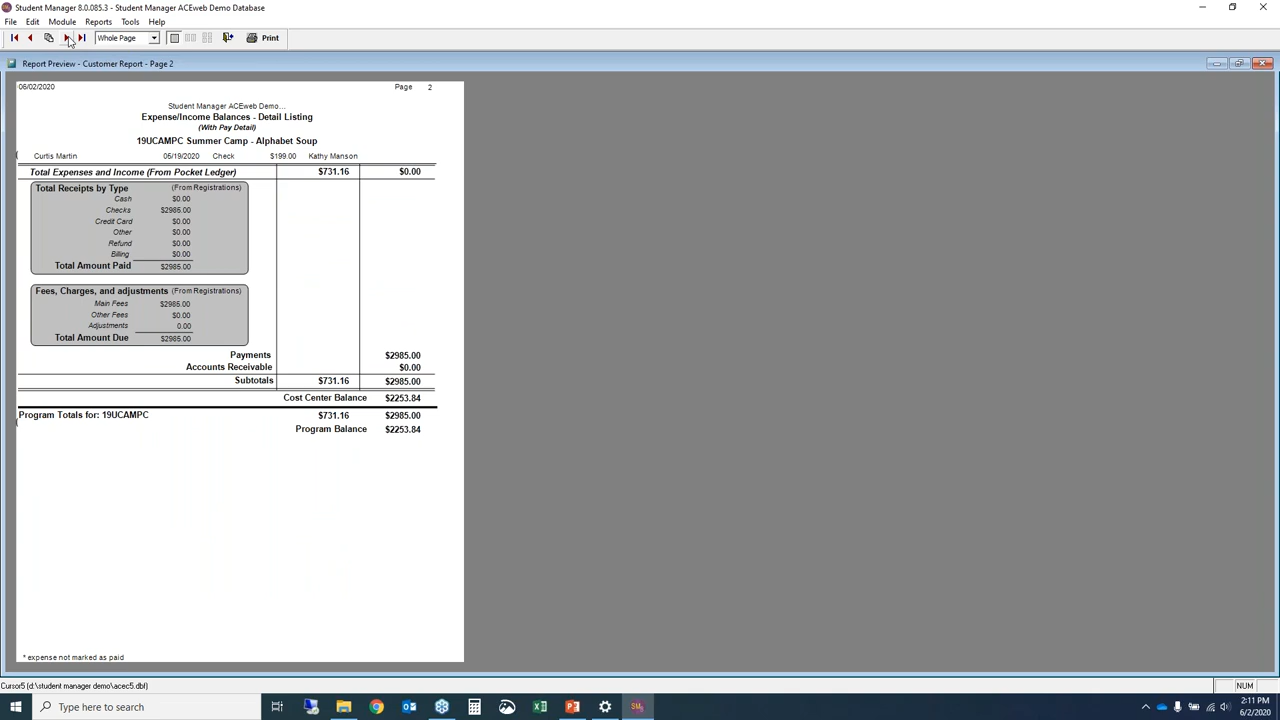 Student Manager 8.0.085.3 - Student Manager ACEweb Demo Database
File Edit Module Reports Tools Help
Whole Page Print
Report Preview - Customer Report - Page 2
06/02/2020 Page 2
Student Manager ACEweb Demo...
Expense/Income Balances - Detail Listing
(With Pay Detail)
19UCAMPC Summer Camp - Alphabet Soup
Curtis Martin 05/19/2020 Check $199.00 Kathy Manson
Total Expenses and Income (From Pocket Ledger) $731.16 $0.00
Total Receipts by Type (From Registrations)
Cash $0.00
Checks $2985.00
Credit Card $0.00
Other $0.00
Refund $0.00
Billing $0.00
Total Amount Paid $2985.00
Fees, Charges, and adjustments (From Registrations)
Main Fees $2985.00
Other Fees $0.00
Adjustments 0.00
Total Amount Due $2985.00
Payments $2985.00
Accounts Receivable $0.00
Subtotals $731.16 $2985.00
Cost Center Balance $2253.84
Program Totals for: 19UCAMPC $731.16 $2985.00
Program Balance $2253.84
* expense not marked as paid
Cursor5 (d:\student manager demo\acec5.dbf) NUM
Type here to search
2:11 PM
6/2/2020